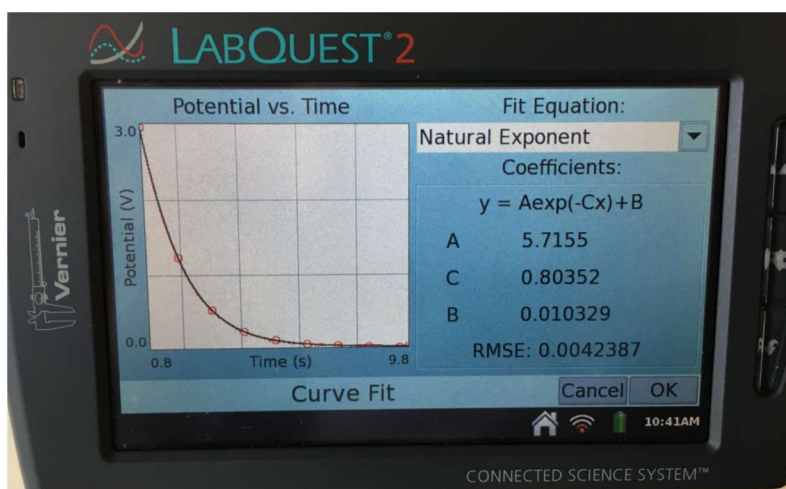 LABQUEST®2
Vernier
Potential vs. Time
Potential (V)
3.0
0.0
0.8
Time (s)
9.8
Fit Equation:
Natural Exponent
Coefficients:
y = Aexp(-Cx)+B
A 5.7155
C 0.80352
B 0.010329
RMSE: 0.0042387
Curve Fit
Cancel OK
10:41AM
CONNECTED SCIENCE SYSTEM™